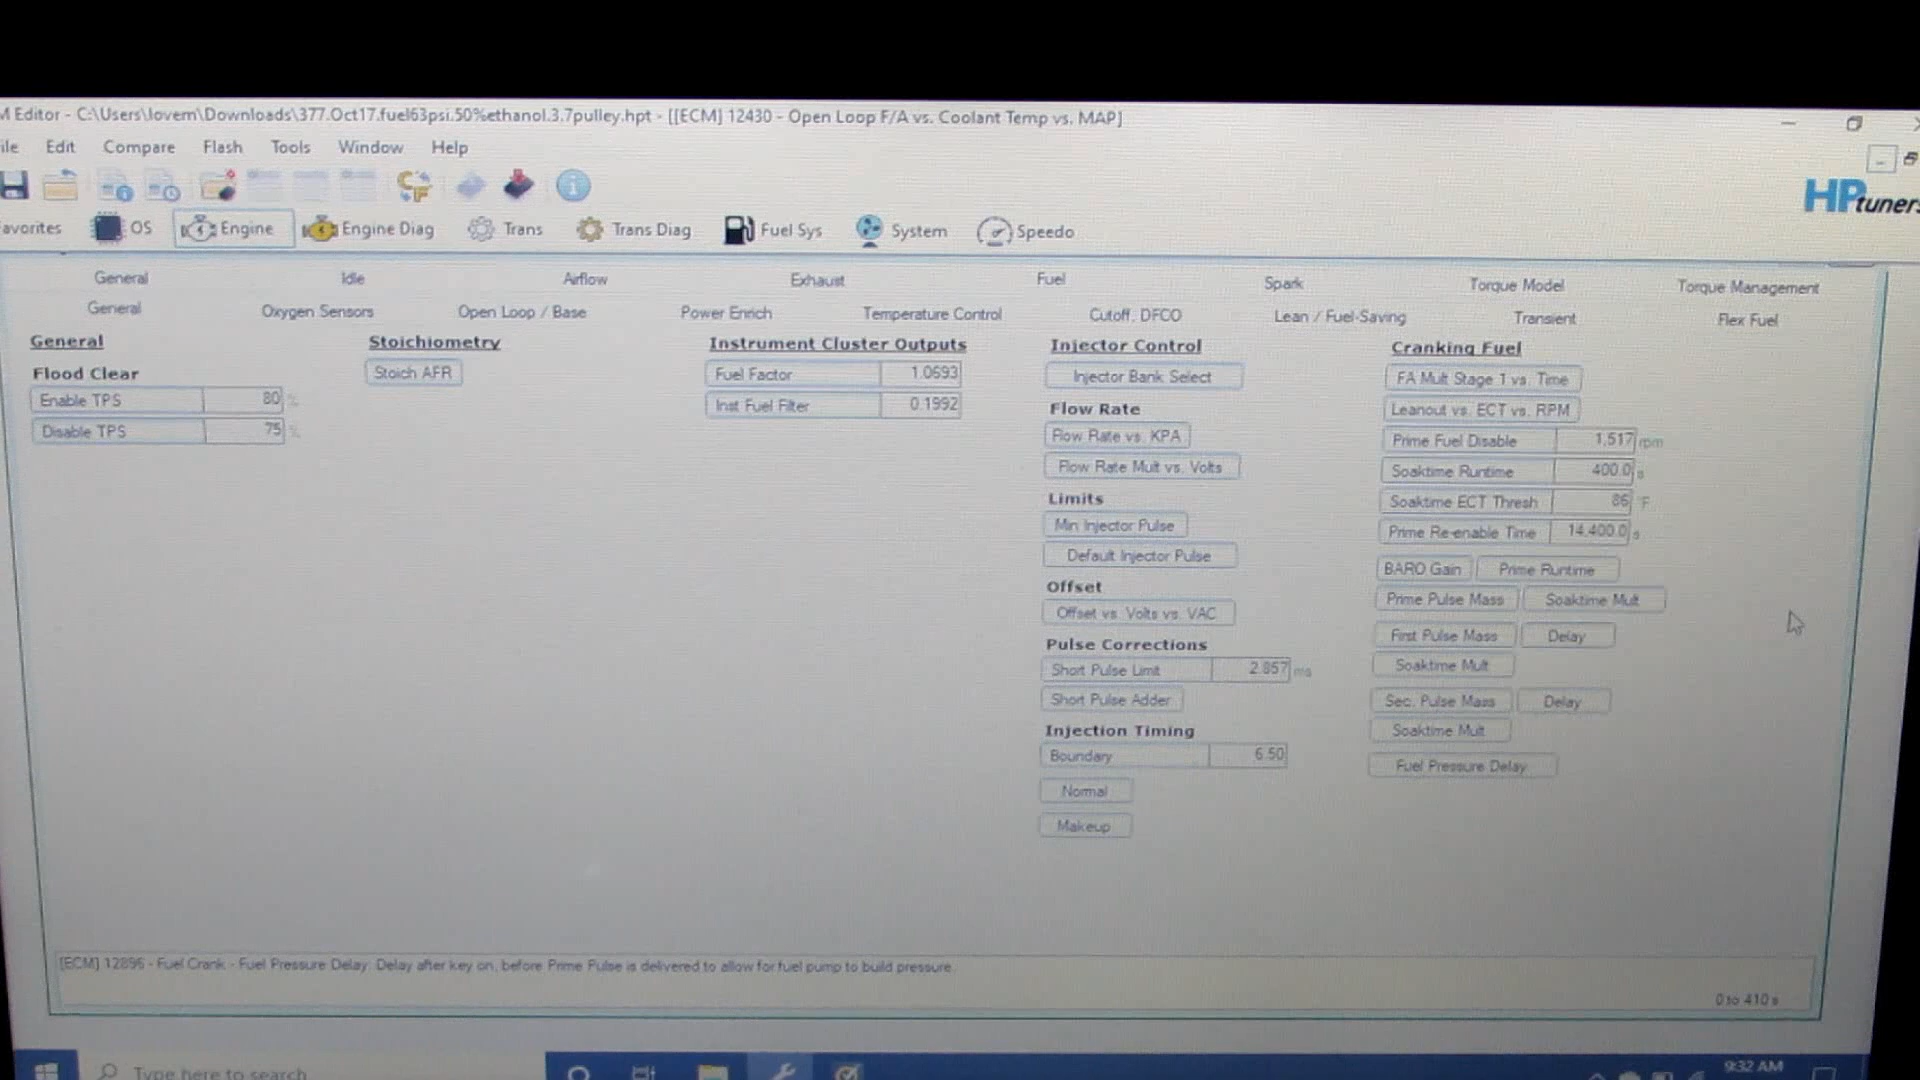 M Editor - C:\Users\lovern\Downloads\377.Oct17.fuel63psi.50%ethanol.3.7pulley.hpt - [[ECM] 12430 - Open Loop F/A vs. Coolant Temp vs. MAP]
ile Edit Compare Flash Tools Window Help
HP tuners
avorites OS Engine Engine Diag Trans Trans Diag Fuel Sys System Speedo
General Idle Airflow Exhaust Fuel Spark Torque Model Torque Management
General Oxygen Sensors Open Loop / Base Power Enrich Temperature Control Cutoff, DFCO Lean / Fuel-Saving Transient Flex Fuel
General
Flood Clear
Enable TPS 80 %
Disable TPS 75 %
Stoichiometry
Stoich AFR
Instrument Cluster Outputs
Fuel Factor 1.0693
Inst Fuel Filter 0.1992
Injector Control
Injector Bank Select
Flow Rate
Flow Rate vs. KPA
Flow Rate Mult vs. Volts
Limits
Min Injector Pulse
Default Injector Pulse
Offset
Offset vs. Volts vs. VAC
Pulse Corrections
Short Pulse Limit 2.857 ms
Short Pulse Adder
Injection Timing
Boundary 6.50
Normal
Makeup
Cranking Fuel
FA Mult Stage 1 vs. Time
Leanout vs. ECT vs. RPM
Prime Fuel Disable 1,517 rpm
Soaktime Runtime 400.0 s
Soaktime ECT Thresh 86 °F
Prime Re-enable Time 14,400.0 s
BARO Gain Prime Runtime
Prime Pulse Mass Soaktime Mult
First Pulse Mass Delay
Soaktime Mult
Sec. Pulse Mass Delay
Soaktime Mult
Fuel Pressure Delay
[ECM] 12896 - Fuel Crank - Fuel Pressure Delay: Delay after key on, before Prime Pulse is delivered to allow for fuel pump to build pressure.
0 to 410 s
Type here to search
9:32 AM